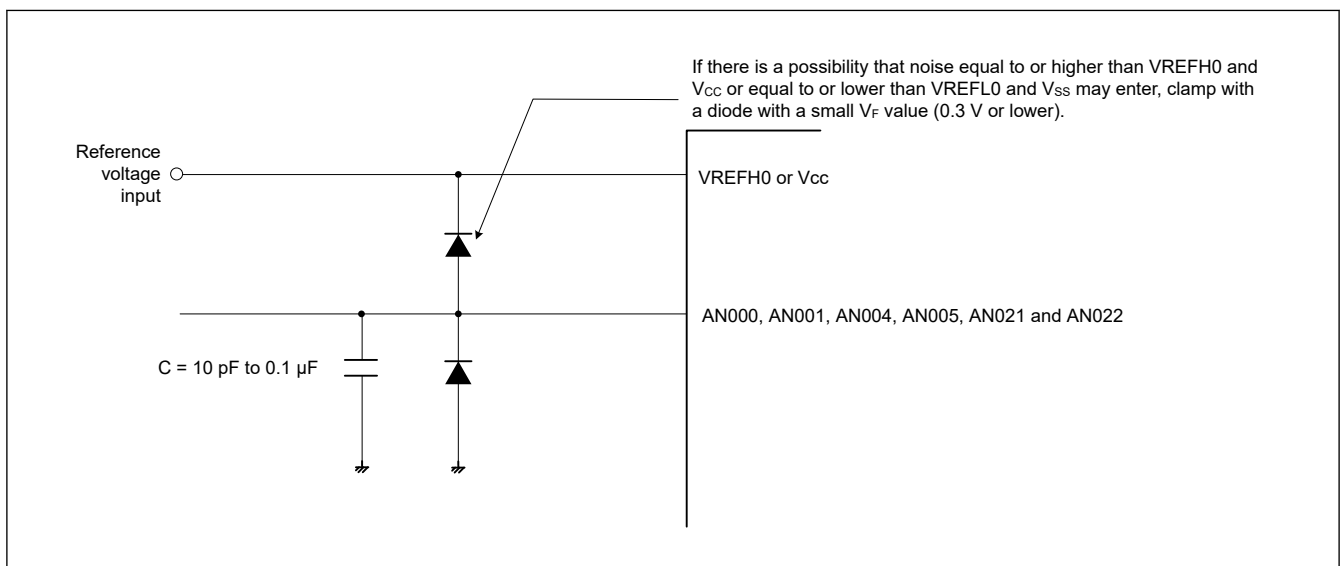 If there is a possibility that noise equal to or higher than VREFH0 and
VCC or equal to or lower than VREFL0 and VSS may enter, clamp with
a diode with a small VF value (0.3 V or lower).
Reference
voltage
input
VREFH0 or Vcc
AN000, AN001, AN004, AN005, AN021 and AN022
C = 10 pF to 0.1 µF